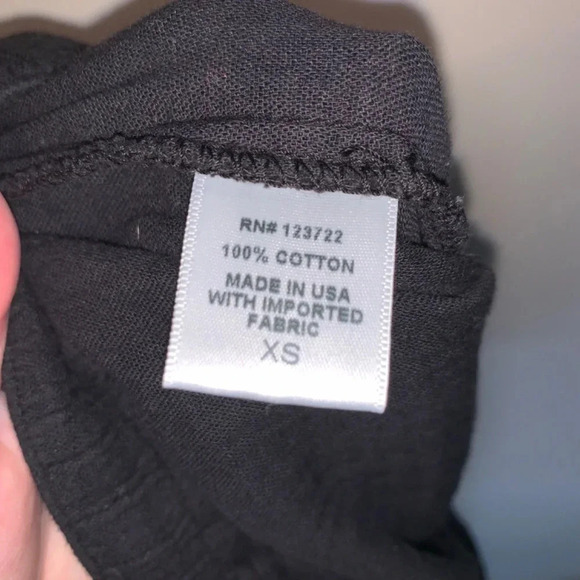 RN# 123722
100% COTTON
MADE IN USA
WITH IMPORTED
FABRIC
XS